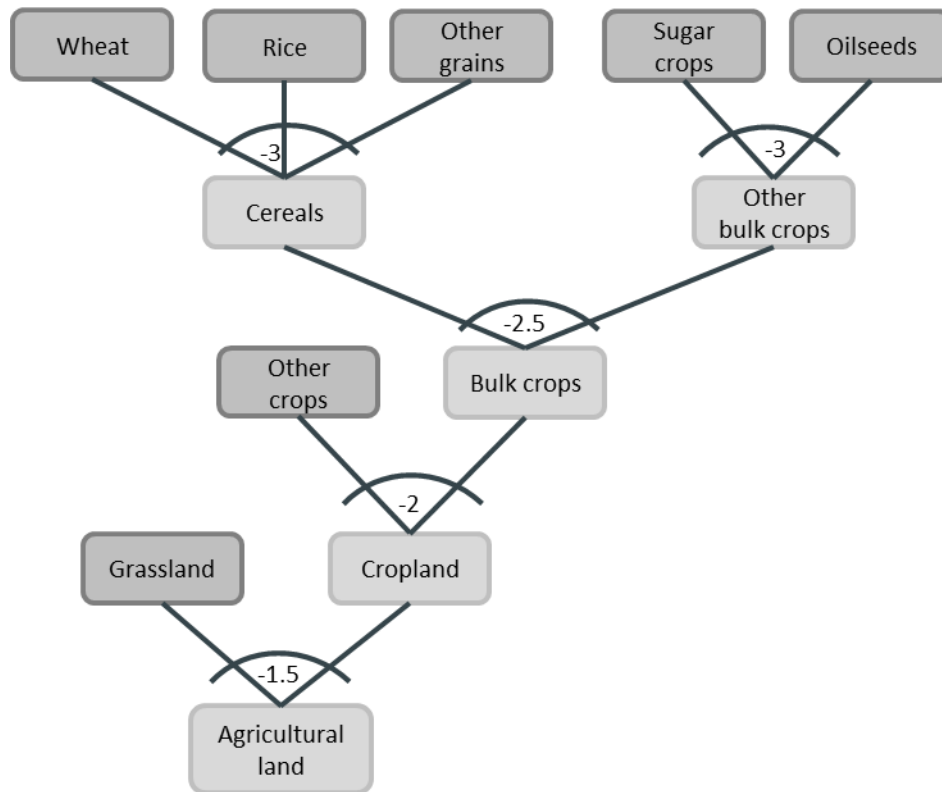 Wheat
Rice
Other
grains
Sugar
crops
Oilseeds
-3
-3
Cereals
Other
bulk crops
-2.5
Other
crops
Bulk crops
-2
Grassland
Cropland
-1.5
Agricultural
land